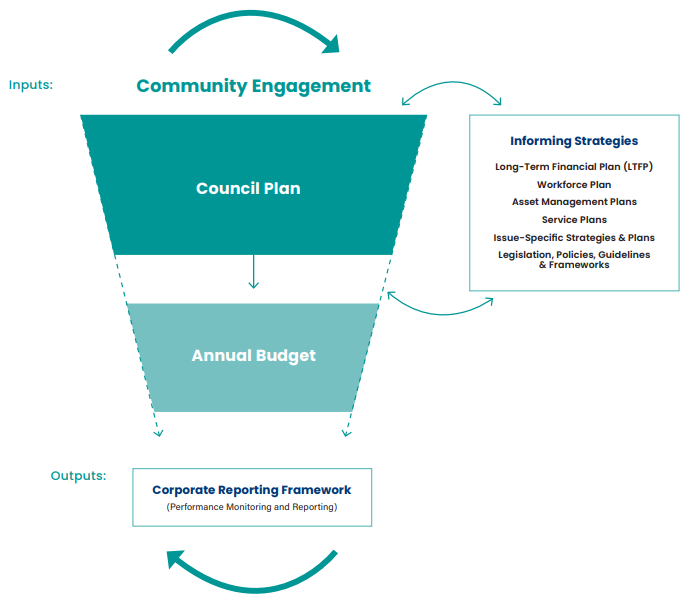 Inputs:
Community Engagement
Council Plan
Informing Strategies
Long-Term Financial Plan (LTFP)
Workforce Plan
Asset Management Plans
Service Plans
Issue-Specific Strategies & Plans
Legislation, Policies, Guidelines
& Frameworks
Annual Budget
Outputs:
Corporate Reporting Framework
(Performance Monitoring and Reporting)